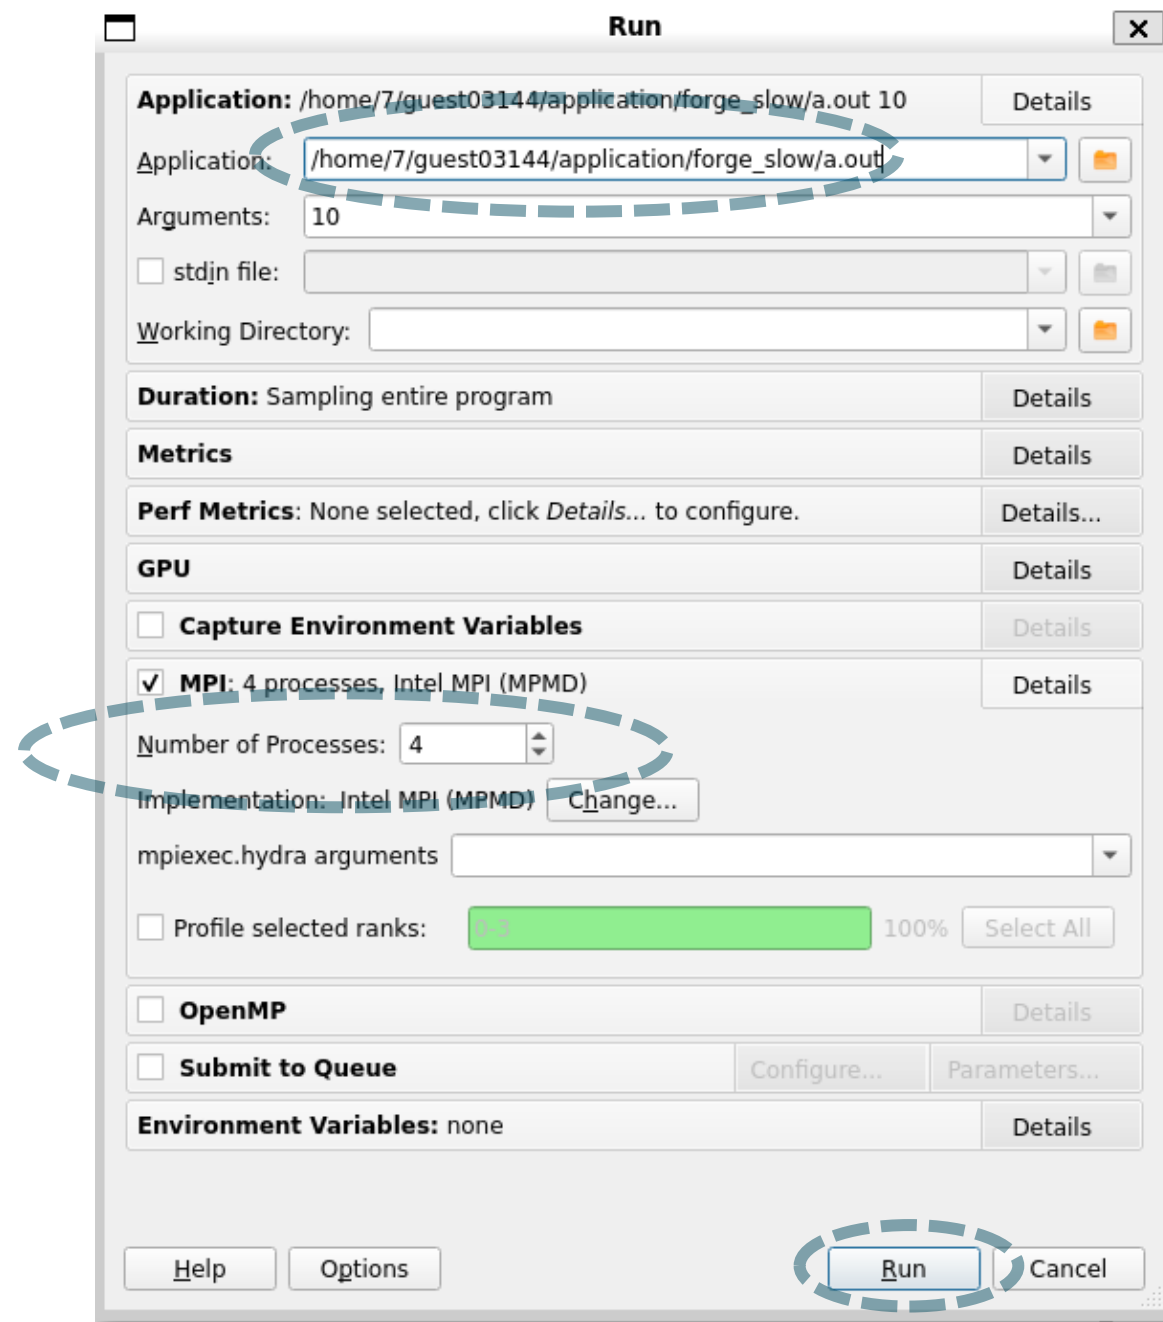 Run
Application: /home/7/guest03144/application/forge_slow/a.out 10 Details
Application: /home/7/guest03144/application/forge_slow/a.out
Arguments: 10
stdin file:
Working Directory:
Duration: Sampling entire program Details
Metrics Details
Perf Metrics: None selected, click Details... to configure. Details...
GPU Details
Capture Environment Variables Details
MPI: 4 processes, Intel MPI (MPMD) Details
Number of Processes: 4
Implementation: Intel MPI (MPMD) Change...
mpiexec.hydra arguments
Profile selected ranks: 0-3 100% Select All
OpenMP Details
Submit to Queue Configure... Parameters...
Environment Variables: none Details
Help Options Run Cancel